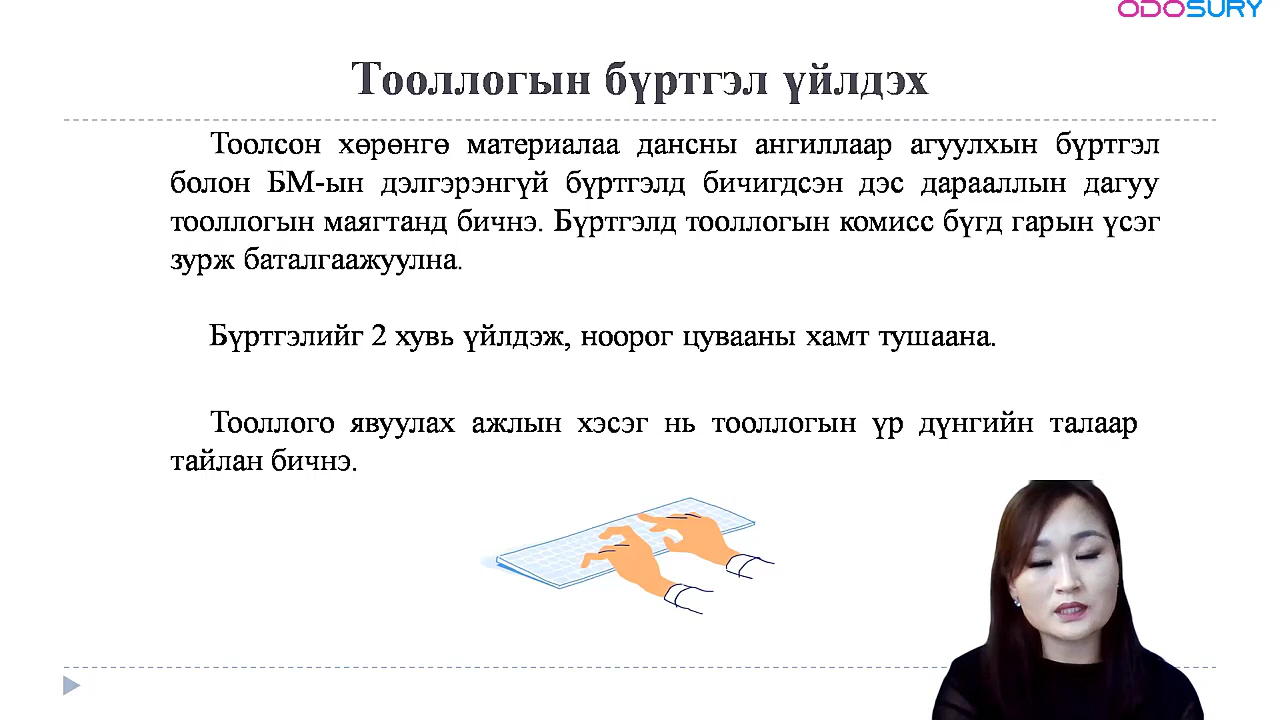 ODOSURY
Тооллогын бүртгэл үйлдэх
Тоолсон хөрөнгө материалаа дансны ангиллаар агуулхын бүртгэл
болон БМ-ын дэлгэрэнгүй бүртгэлд бичигдсэн дэс дарааллын дагуу
тооллогын маягтанд бичнэ. Бүртгэлд тооллогын комисс бүгд гарын үсэг
зурж баталгаажуулна.
Бүртгэлийг 2 хувь үйлдэж, ноорог цувааны хамт тушаана.
Тооллого явуулах ажлын хэсэг нь тооллогын үр дүнгийн талаар
тайлан бичнэ.